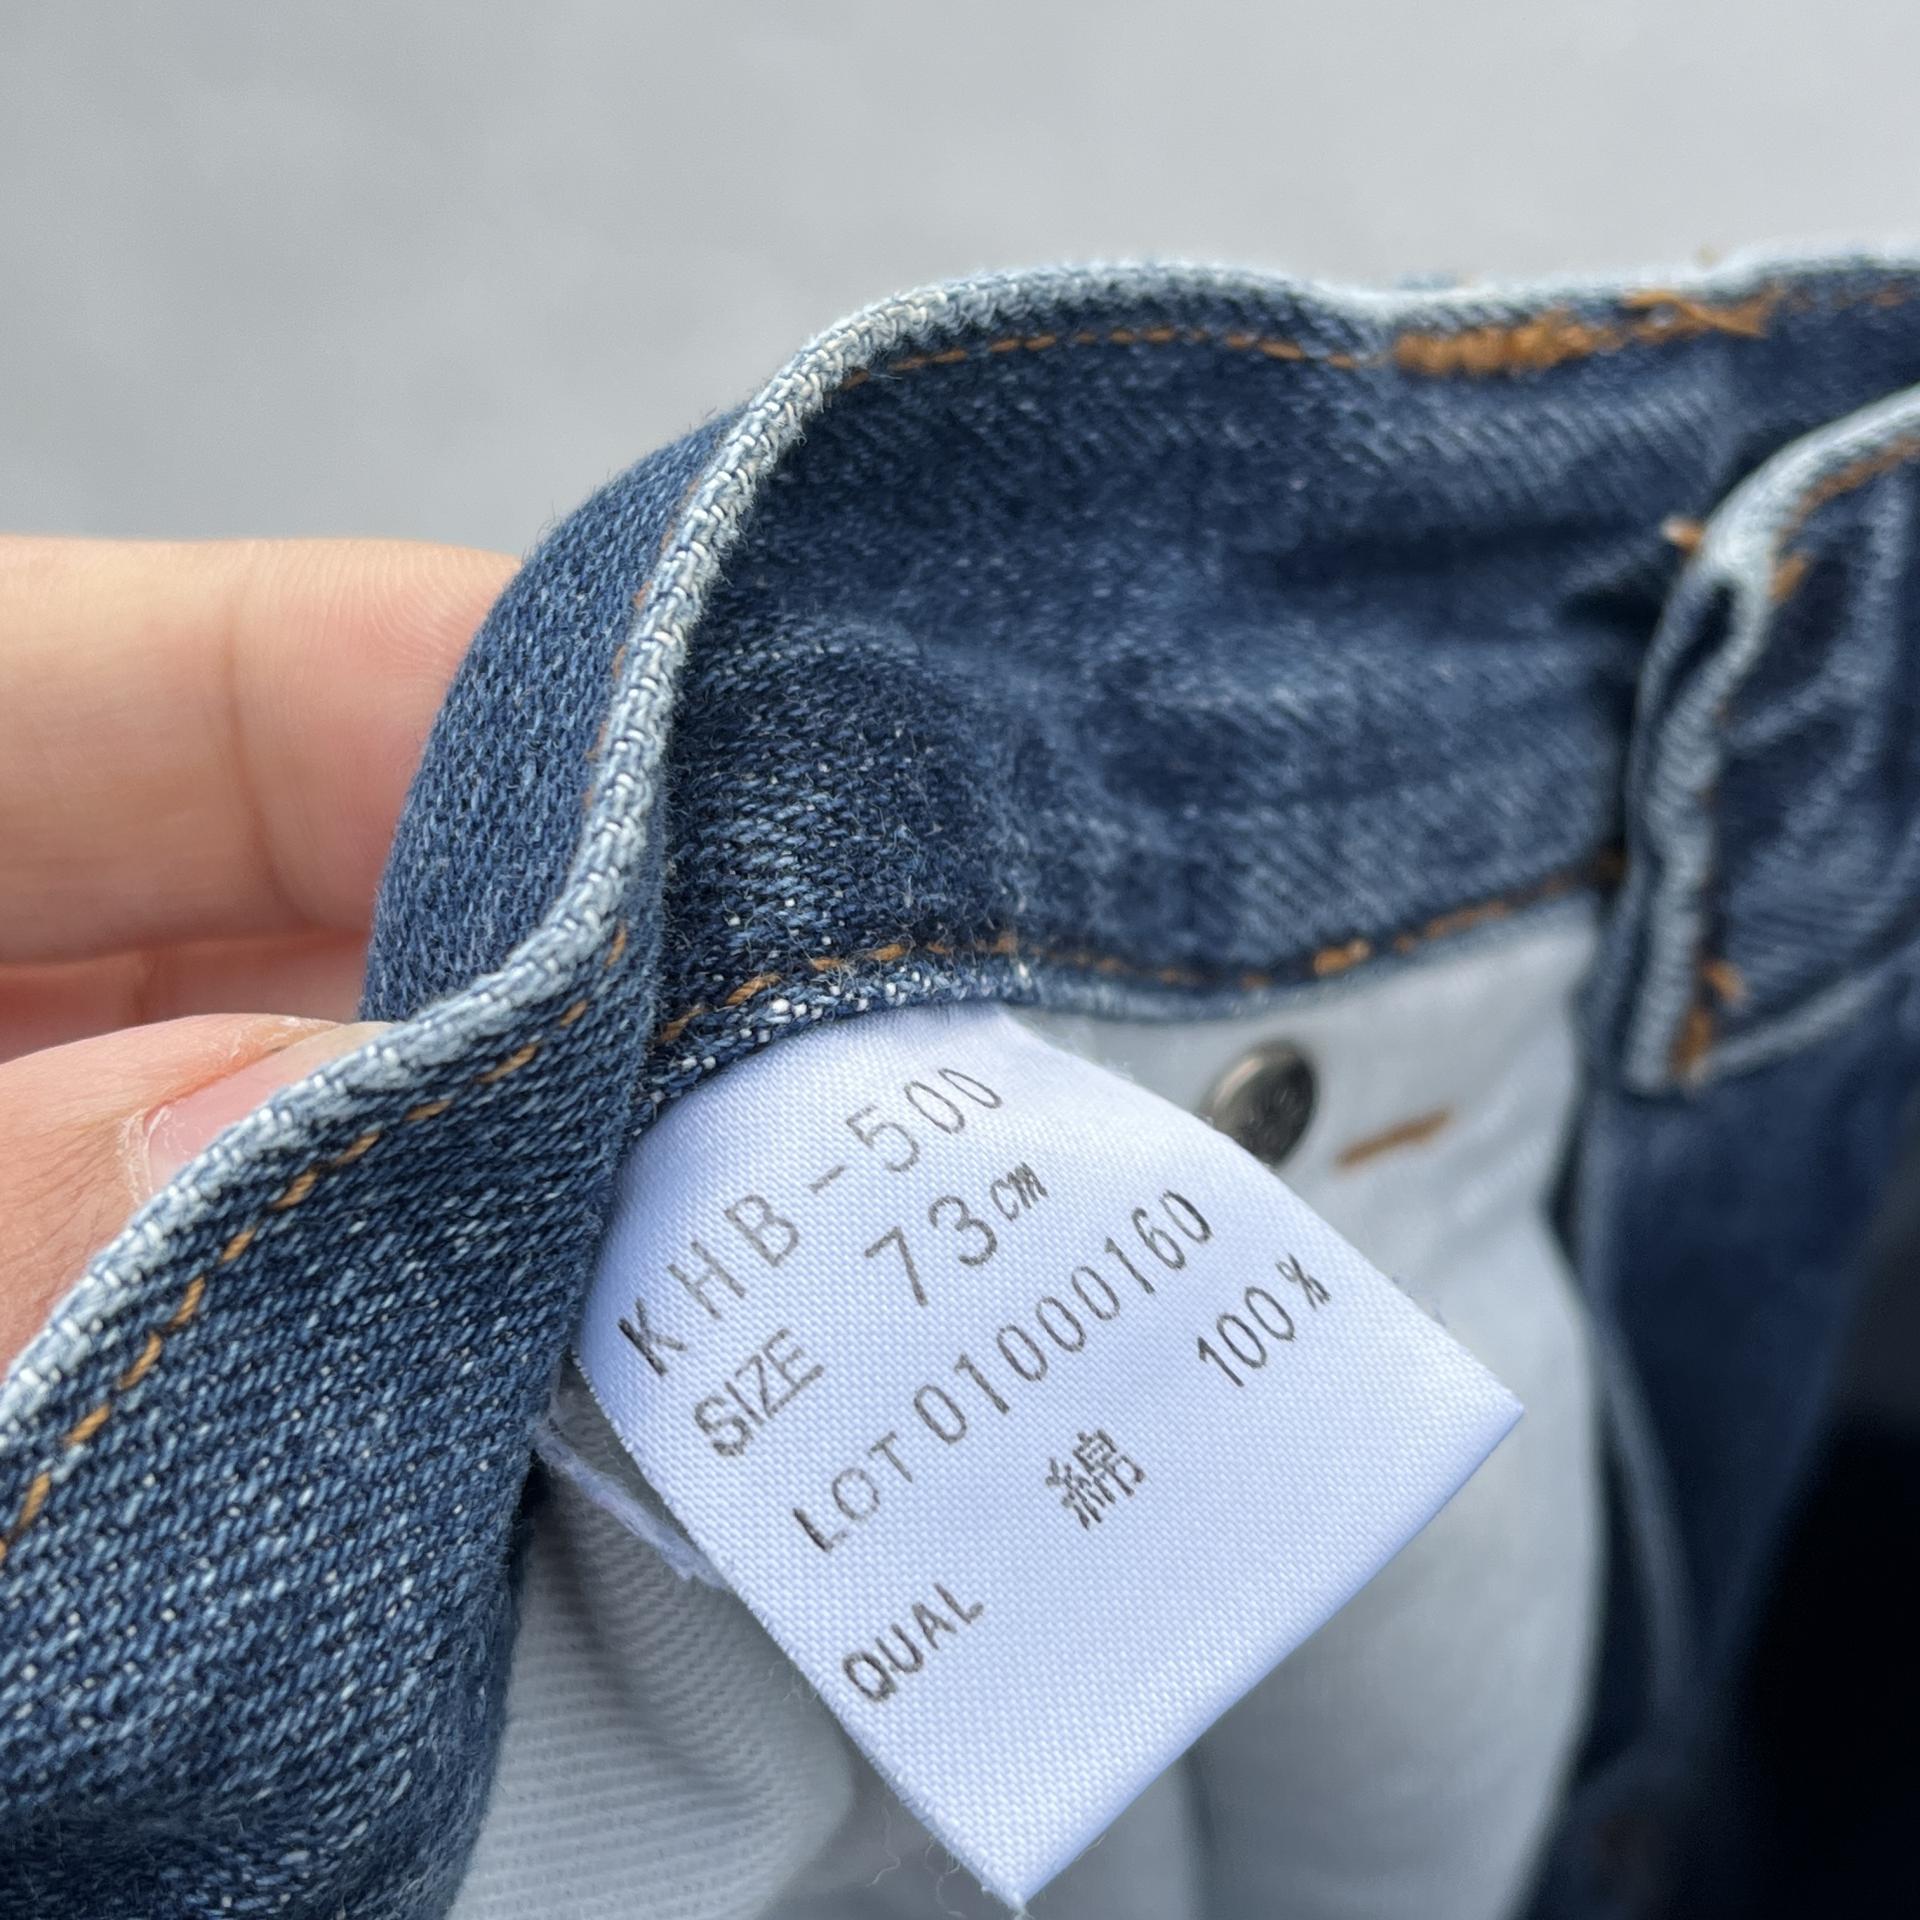 KHB-500
SIZE 73cm
LOT 01000160
綿 100%
QUAL